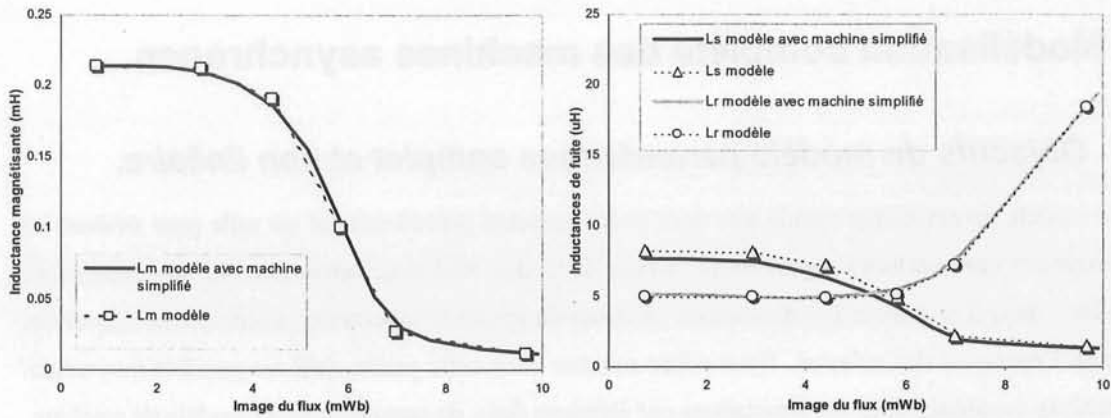 0.25
0.2
0.15
0.1
0.05
0
0 2 4 6 8 10
Inductance magnétisante (mH)
Image du flux (mWb)
Lm modèle avec machine
simplifié
Lm modèle
25
20
15
10
5
0
0 2 4 6 8 10
Inductances de fuite (uH)
Image du flux (mWb)
Ls modèle avec machine simplifié
Ls modèle
Lr modèle avec machine simplifié
Lr modèle